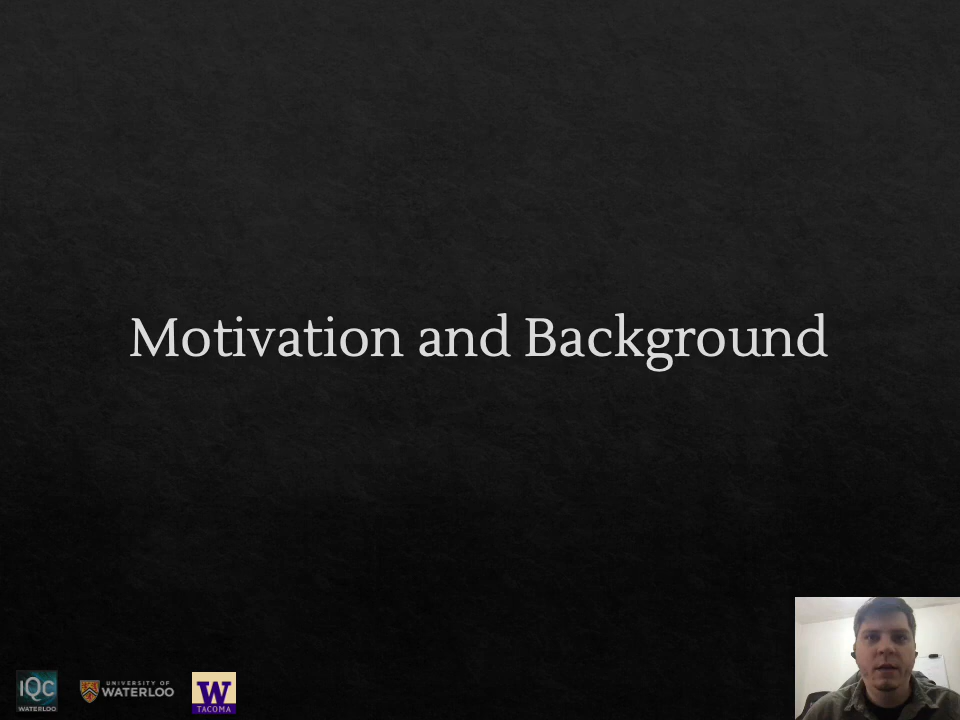 Motivation and Background
IQC
WATERLOO
UNIVERSITY OF
WATERLOO
W
TACOMA